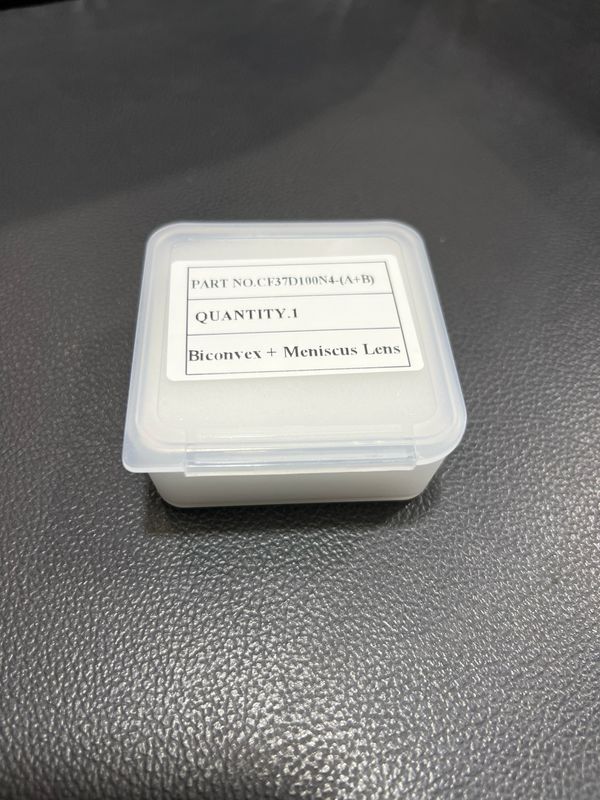 PART NO.CF37D100N4-(A+B)
QUANTITY.1
Biconvex + Meniscus Lens